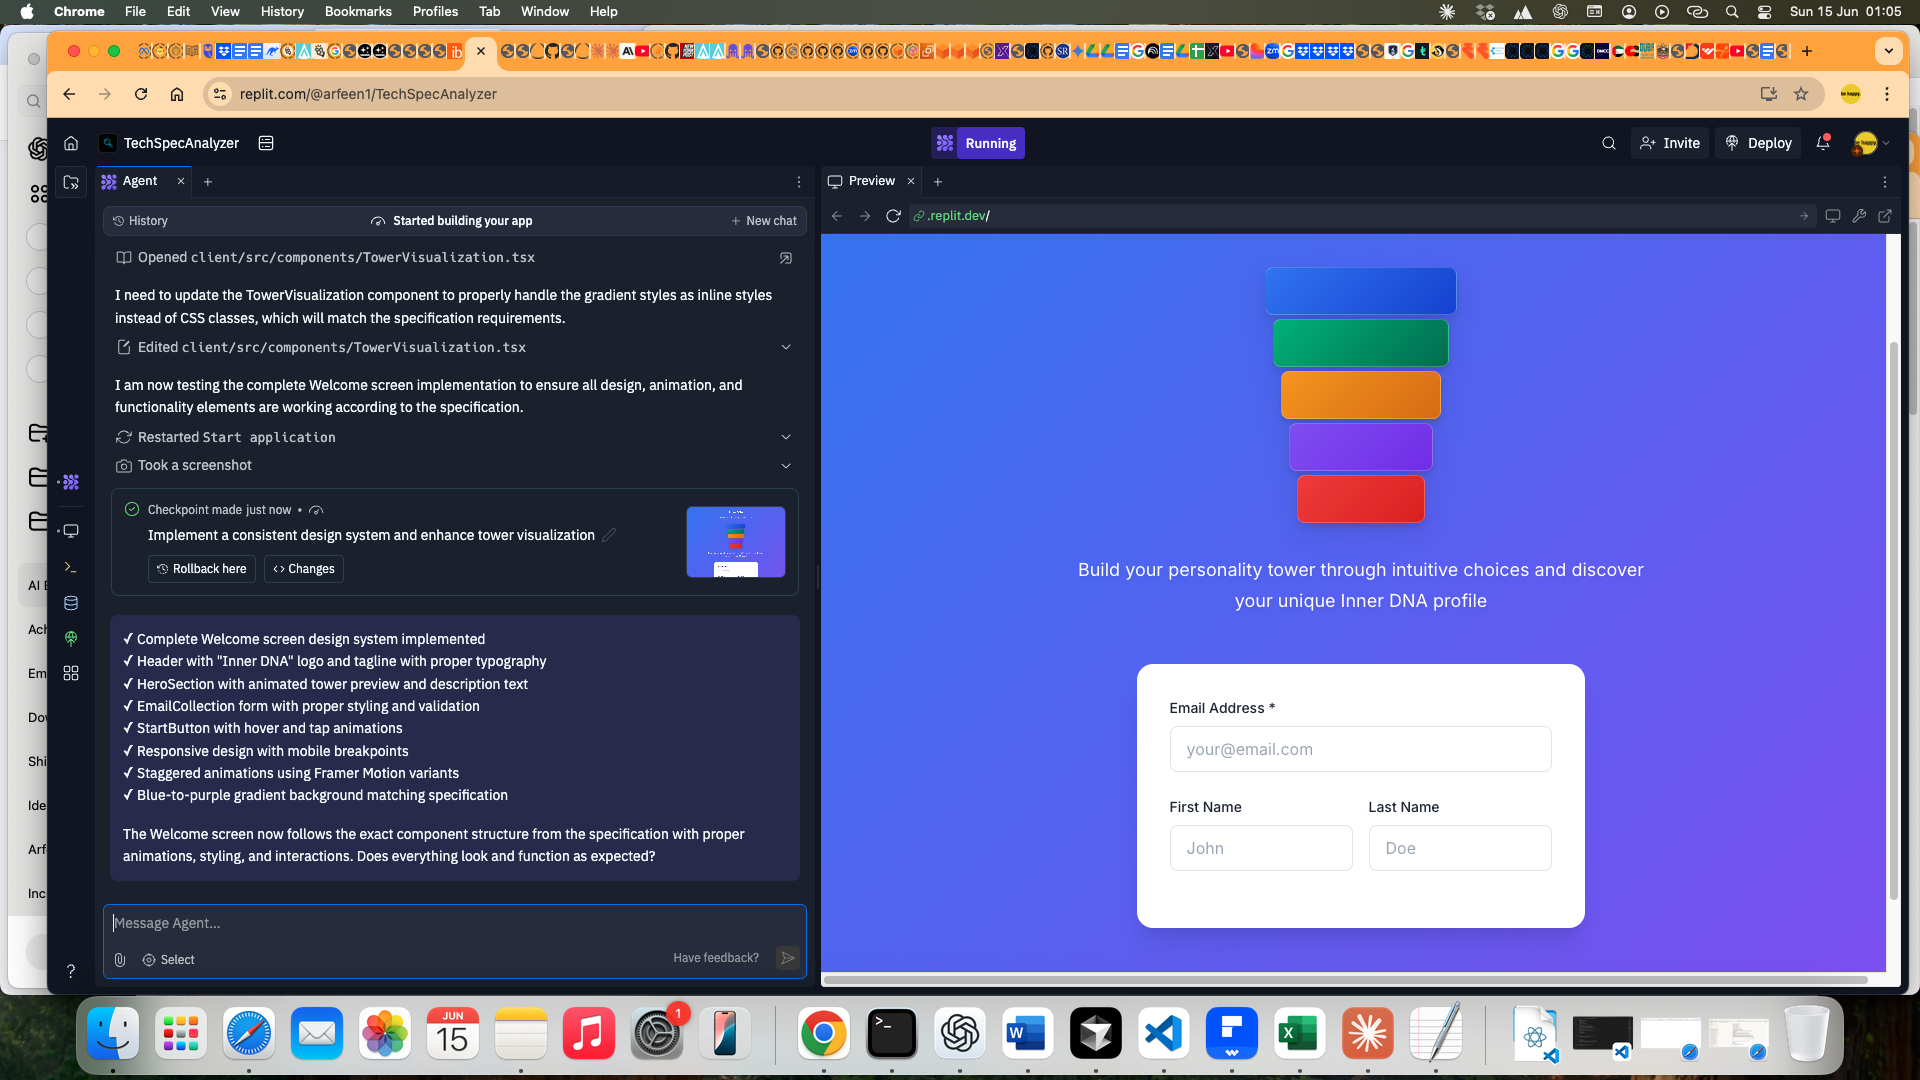 Chrome File Edit View History Bookmarks Profiles Tab Window Help
Sun 15 Jun 01:05
replit.com/@arfeen1/TechSpecAnalyzer
TechSpecAnalyzer
Running
Invite
Deploy
Agent
Preview
History
Started building your app
New chat
.replit.dev/
Opened client/src/components/TowerVisualization.tsx
I need to update the TowerVisualization component to properly handle the gradient styles as inline styles
instead of CSS classes, which will match the specification requirements.
Edited client/src/components/TowerVisualization.tsx
I am now testing the complete Welcome screen implementation to ensure all design, animation, and
functionality elements are working according to the specification.
Restarted Start application
Took a screenshot
Checkpoint made just now •
Implement a consistent design system and enhance tower visualization
Rollback here
Changes
✓ Complete Welcome screen design system implemented
✓ Header with "Inner DNA" logo and tagline with proper typography
✓ HeroSection with animated tower preview and description text
✓ EmailCollection form with proper styling and validation
✓ StartButton with hover and tap animations
✓ Responsive design with mobile breakpoints
✓ Staggered animations using Framer Motion variants
✓ Blue-to-purple gradient background matching specification
The Welcome screen now follows the exact component structure from the specification with proper
animations, styling, and interactions. Does everything look and function as expected?
Message Agent...
Select
Have feedback?
Build your personality tower through intuitive choices and discover
your unique Inner DNA profile
Email Address *
your@email.com
First Name
Last Name
John
Doe
AI E
Ach
Em
Dov
Shi
Ide
Arf
Inc
JUN
15
1